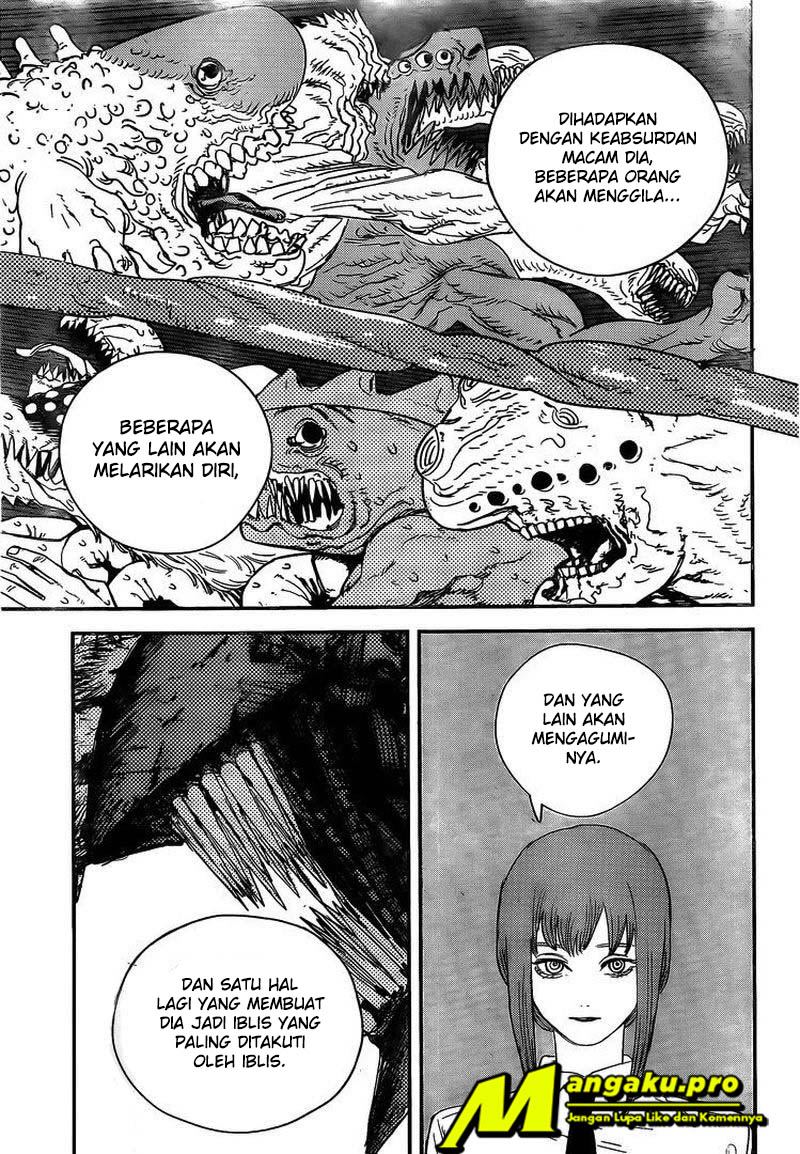 DIHADAPKAN
DENGAN KEABSURDAN
MACAM DIA,
BEBERAPA ORANG
AKAN MENGGILA...
BEBERAPA
YANG LAIN AKAN
MELARIKAN DIRI,
DAN YANG
LAIN AKAN
MENGAGUMI-
NYA.
DAN SATU HAL
LAGI YANG MEMBUAT
DIA JADI IBLIS YANG
PALING DITAKUTI
OLEH IBLIS.
Mangaku.pro
Jangan Lupa Like dan Komennya